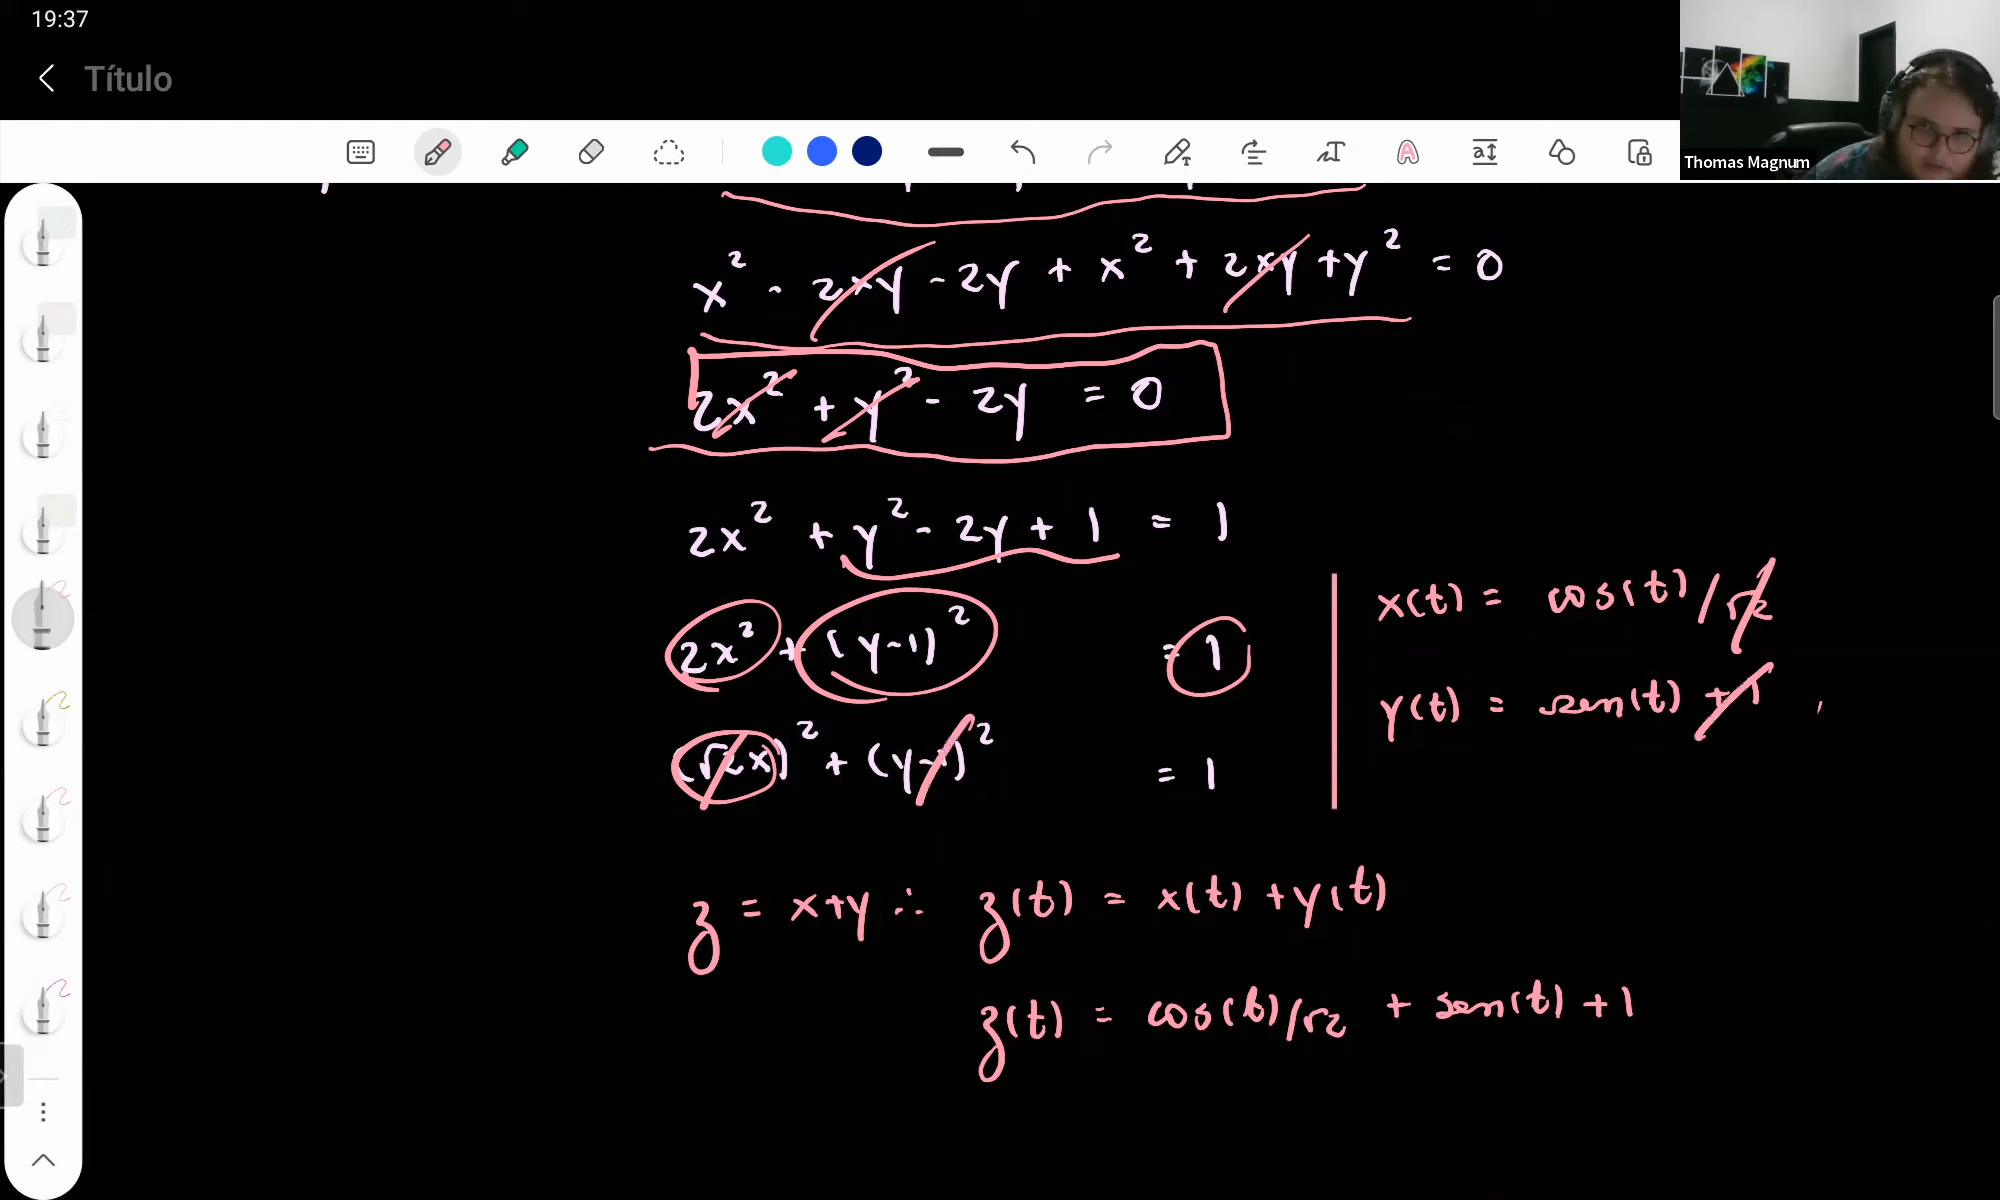 19:37
Título
Thomas Magnum
x² - 2xy - 2y + x² + 2xy + y² = 0
2x² + y² - 2y = 0
2x² + y² - 2y + 1 = 1
2x² + (y-1)² = 1
(√2x)² + (y-1)² = 1
x(t) = cos(t)/√2
y(t) = sen(t) + 1
z = x+y ∴ z(t) = x(t) + y(t)
z(t) = cos(t)/√2 + sen(t) + 1